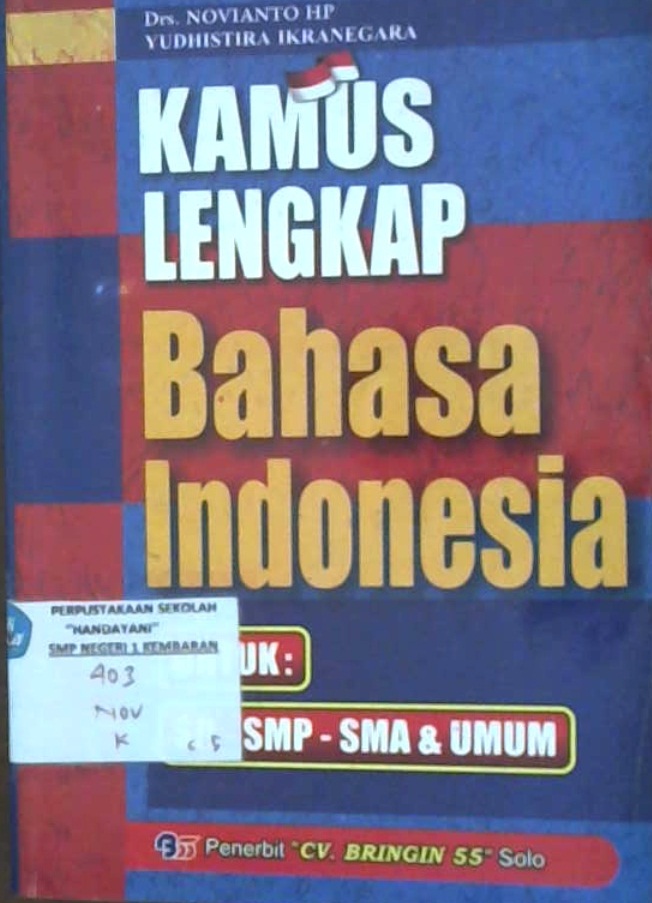 Drs. NOVIANTO HP
YUDHISTIRA IKRANEGARA
KAMUS
LENGKAP
Bahasa
Indonesia
PERPUSTAKAAN SEKOLAH
"HANDAYANI"
SMP NEGERI 1 KEMBARAN
403
NOV
K
UK:
SMP - SMA & UMUM
Penerbit "CV. BRINGIN 55" Solo